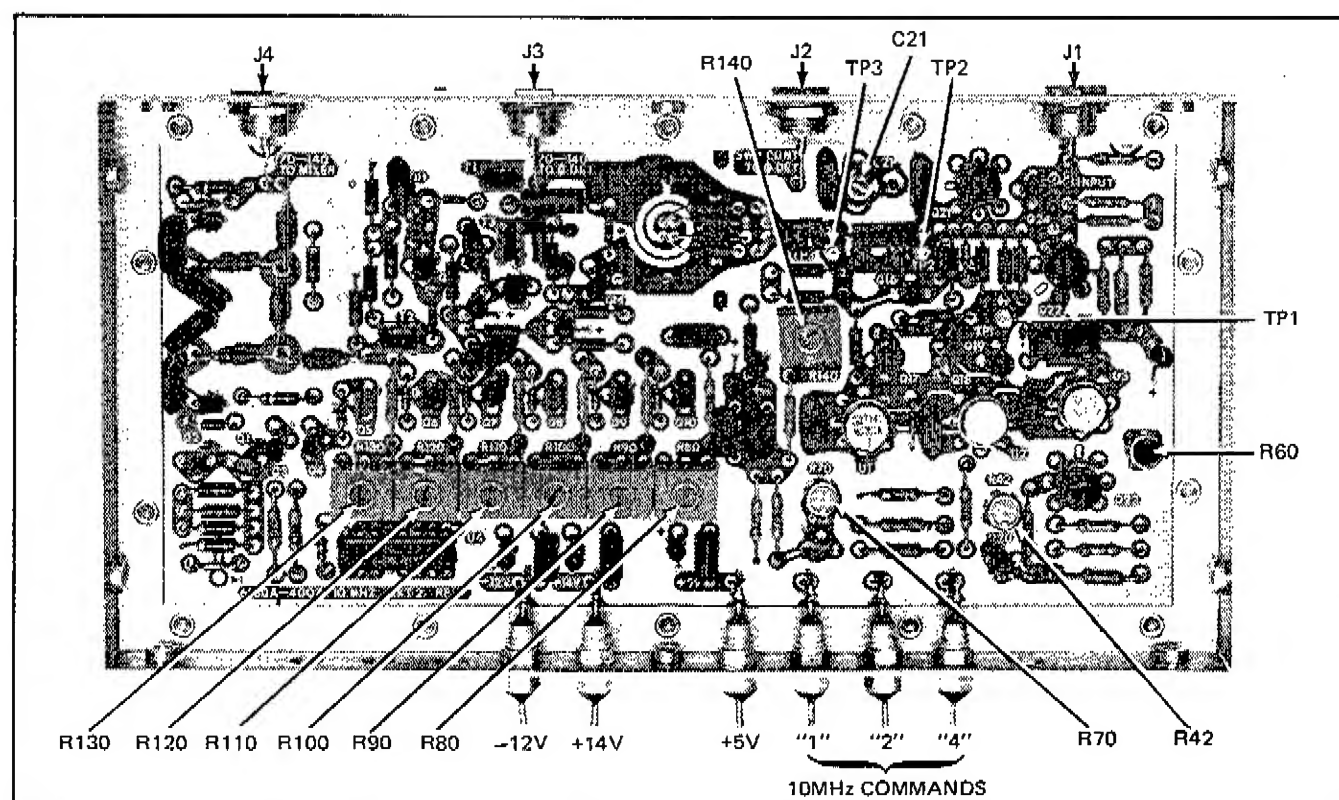 J4
J3
R140
J2
TP3
C21
TP2
J1
TP1
R60
R130
R120
R110
R100
R90
R80
-12V
+14V
+5V
"1"
"2"
"4"
R70
R42
10MHz COMMANDS